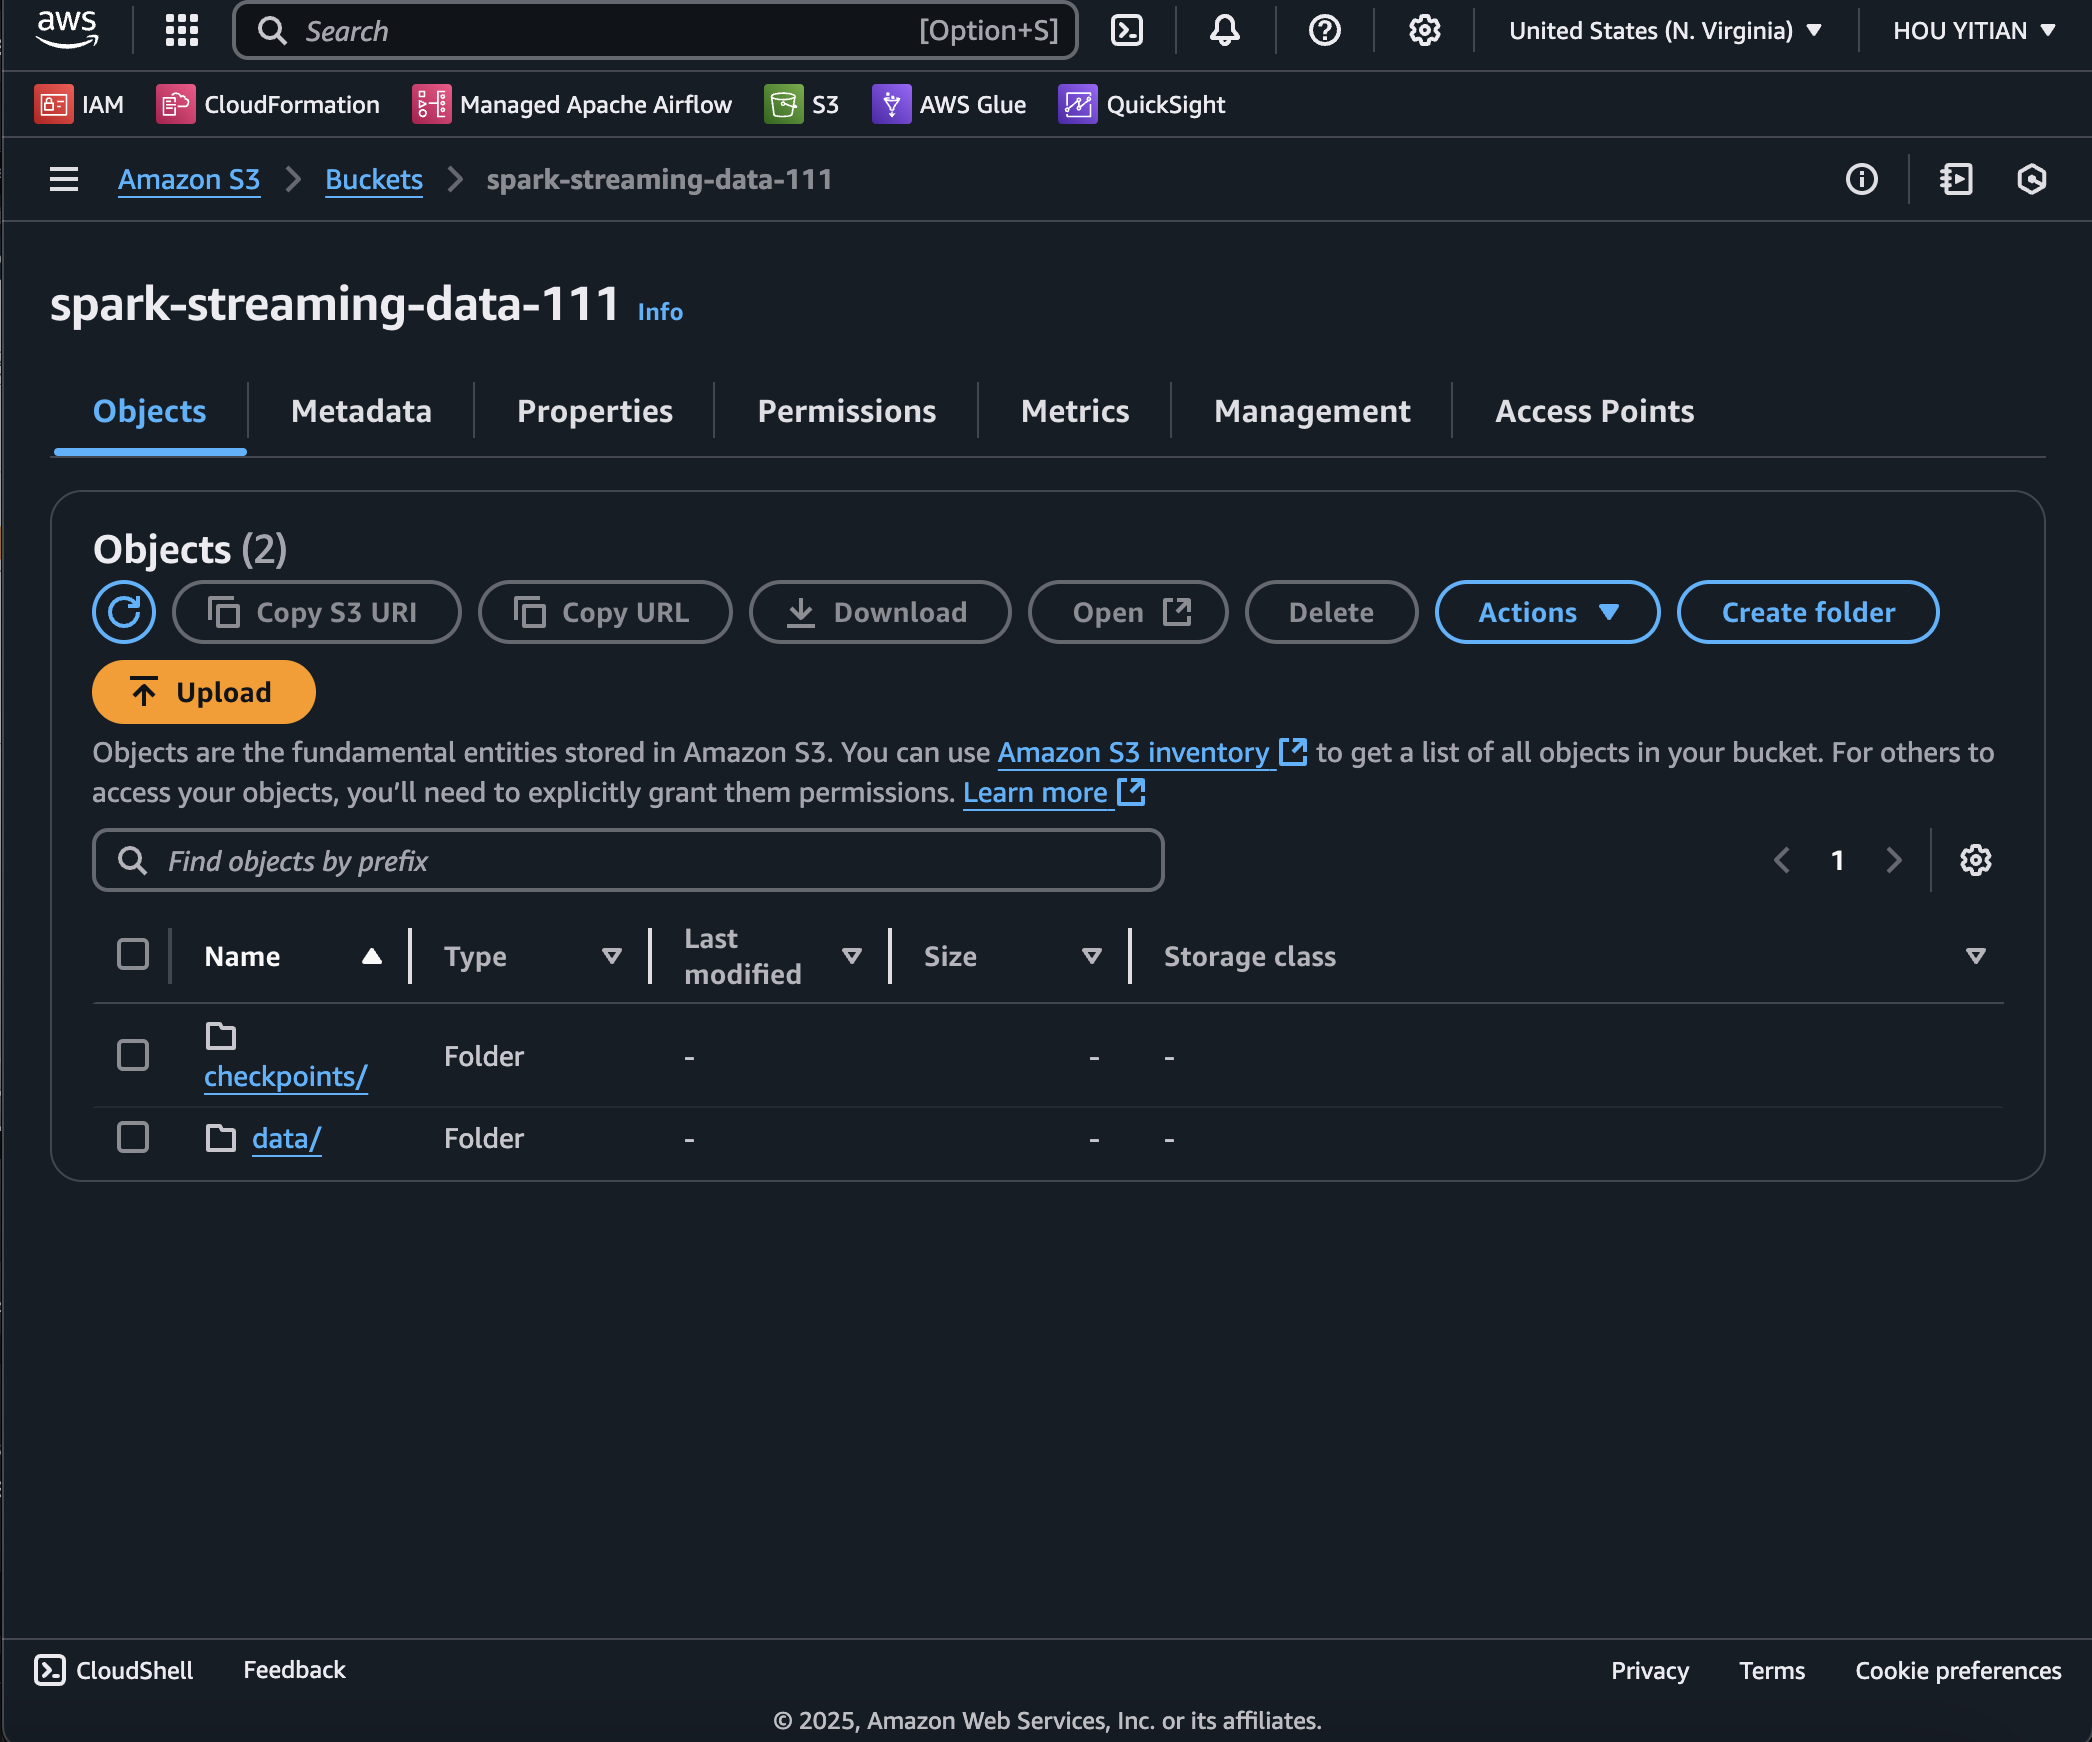 aws
Search [Option+S] United States (N. Virginia) HOU YITIAN
IAM CloudFormation Managed Apache Airflow S3 AWS Glue QuickSight
Amazon S3 Buckets spark-streaming-data-111
spark-streaming-data-111 Info
Objects Metadata Properties Permissions Metrics Management Access Points
Objects (2)
Copy S3 URI Copy URL Download Open Delete Actions Create folder
Upload
Objects are the fundamental entities stored in Amazon S3. You can use Amazon S3 inventory to get a list of all objects in your bucket. For others to
access your objects, you’ll need to explicitly grant them permissions. Learn more
Find objects by prefix 1
Name Type Last modified Size Storage class
checkpoints/ Folder - - -
data/ Folder - - -
CloudShell Feedback Privacy Terms Cookie preferences
© 2025, Amazon Web Services, Inc. or its affiliates.